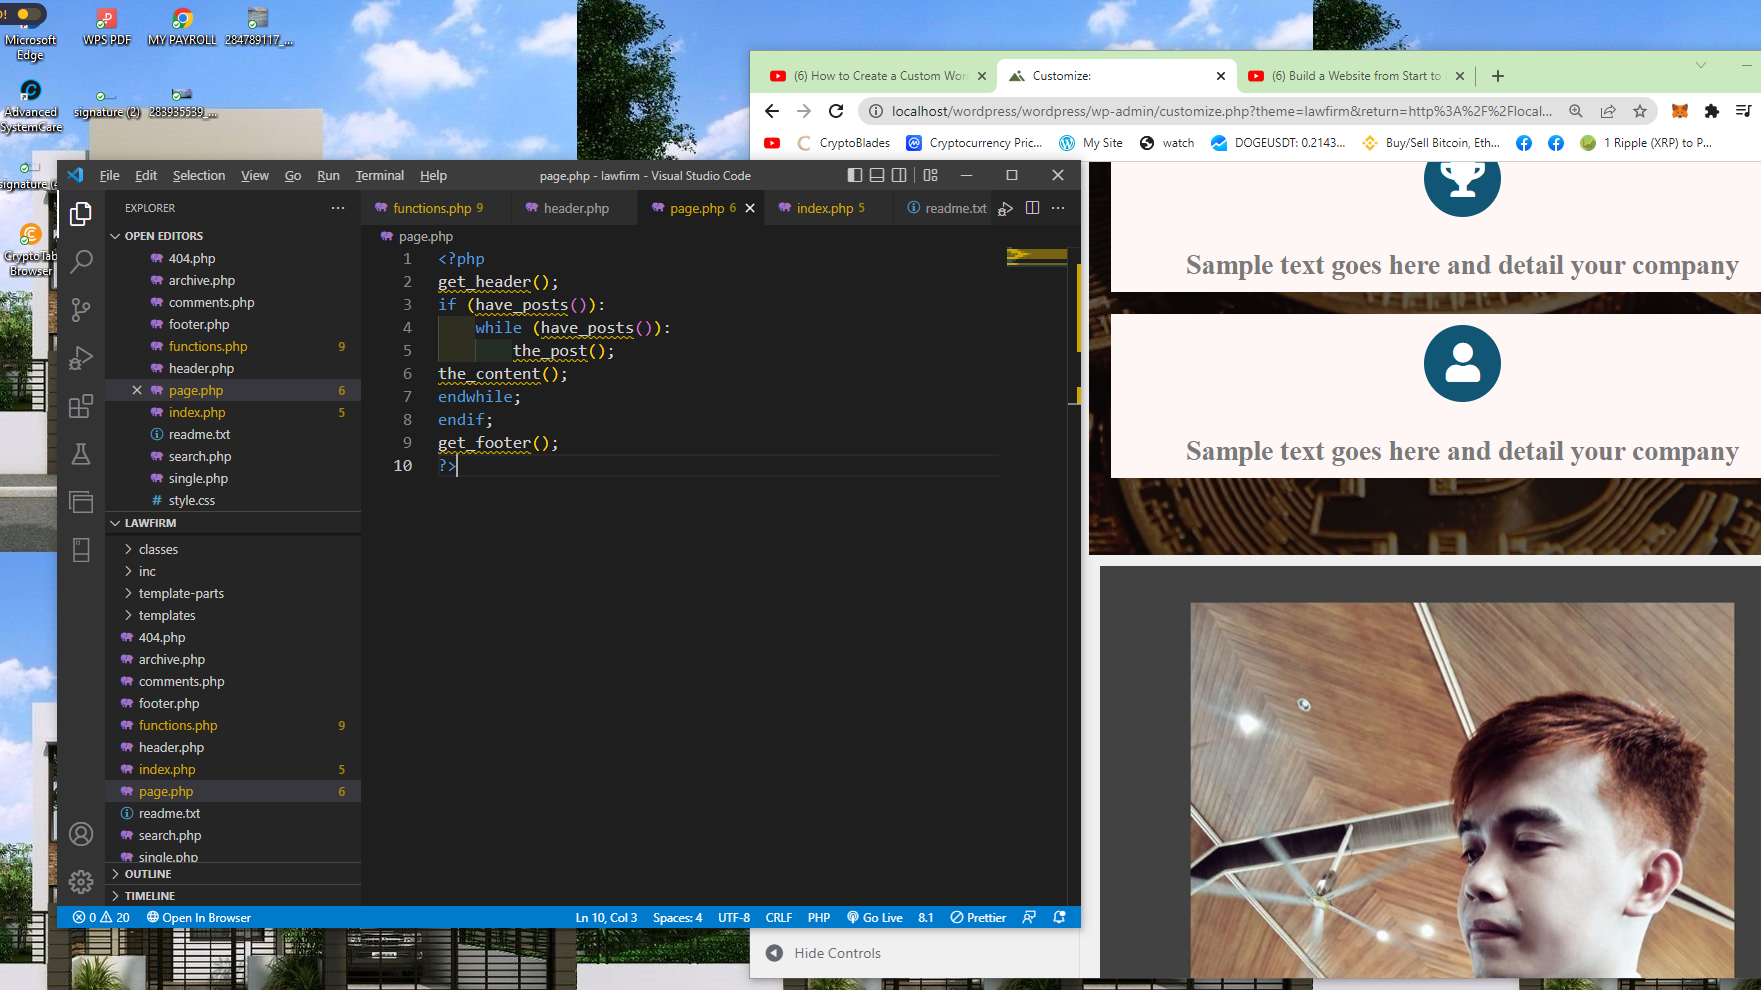 Microsoft
Edge
WPS PDF
MY PAYROLL
284789117_...
Advanced
SystemCare
signature (2)
283935539_...
CryptoTab
Browser
(6) How to Create a Custom Wor
Customize:
(6) Build a Website from Start to
localhost/wordpress/wordpress/wp-admin/customize.php?theme=lawfirm&return=http%3A%2F%2Flocal...
CryptoBlades
Cryptocurrency Pric...
My Site
watch
DOGEUSDT: 0.2143...
Buy/Sell Bitcoin, Eth...
1 Ripple (XRP) to P...
File Edit Selection View Go Run Terminal Help
page.php - lawfirm - Visual Studio Code
EXPLORER
functions.php 9
header.php
page.php 6
index.php 5
readme.txt
OPEN EDITORS
404.php
archive.php
comments.php
footer.php
functions.php 9
header.php
page.php 6
index.php 5
readme.txt
search.php
single.php
# style.css
LAWFIRM
classes
inc
template-parts
templates
404.php
archive.php
comments.php
footer.php
functions.php 9
header.php
index.php 5
page.php 6
readme.txt
search.php
single.php
OUTLINE
TIMELINE
page.php
1 <?php
2 get_header();
3 if (have_posts()):
4 while (have_posts()):
5 the_post();
6 the_content();
7 endwhile;
8 endif;
9 get_footer();
10 ?>
0 20 Open In Browser
Ln 10, Col 3 Spaces: 4 UTF-8 CRLF PHP Go Live 8.1 Prettier
Sample text goes here and detail your company
Sample text goes here and detail your company
Hide Controls